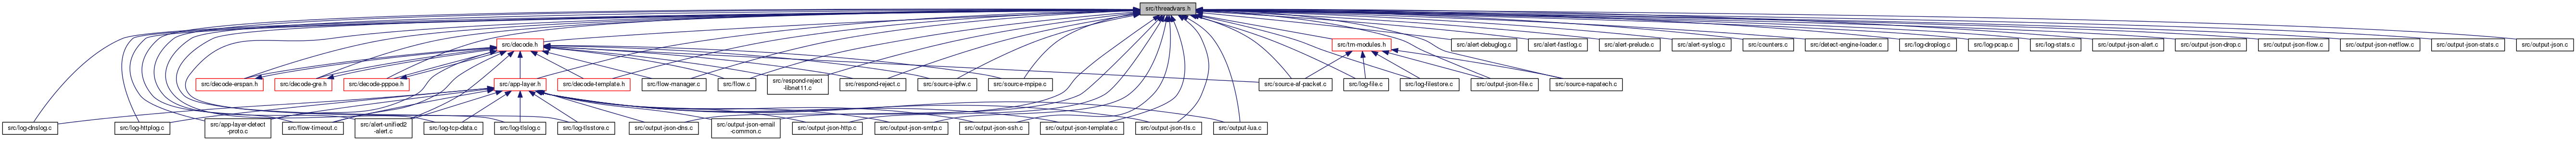 src/threadvars.h
src/decode.h
src/tm-modules.h
src/alert-debuglog.c
src/alert-fastlog.c
src/alert-prelude.c
src/alert-syslog.c
src/counters.c
src/detect-engine-loader.c
src/log-droplog.c
src/log-pcap.c
src/log-stats.c
src/output-json-alert.c
src/output-json-drop.c
src/output-json-flow.c
src/output-json-netflow.c
src/output-json-stats.c
src/output-json.c
src/decode-erspan.h
src/decode-gre.h
src/decode-pppoe.h
src/app-layer.h
src/decode-template.h
src/flow-manager.c
src/flow.c
src/respond-reject
-libnet11.c
src/respond-reject.c
src/source-ipfw.c
src/source-mpipe.c
src/source-af-packet.c
src/log-file.c
src/log-filestore.c
src/output-json-file.c
src/source-napatech.c
src/log-dnslog.c
src/log-httplog.c
src/app-layer-detect
-proto.c
src/flow-timeout.c
src/alert-unified2
-alert.c
src/log-tcp-data.c
src/log-tlslog.c
src/log-tlsstore.c
src/output-json-dns.c
src/output-json-email
-common.c
src/output-json-http.c
src/output-json-smtp.c
src/output-json-ssh.c
src/output-json-template.c
src/output-json-tls.c
src/output-lua.c